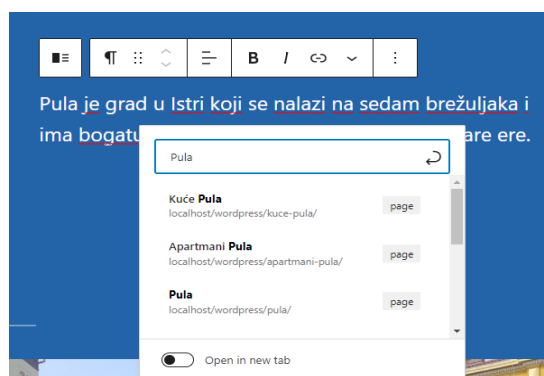 B I
Pula je grad u Istri koji se nalazi na sedam brežuljaka i
ima bogatu are ere.
Pula
Kuće Pula
localhost/wordpress/kuce-pula/
page
Apartmani Pula
localhost/wordpress/apartmani-pula/
page
Pula
localhost/wordpress/pula/
page
Open in new tab